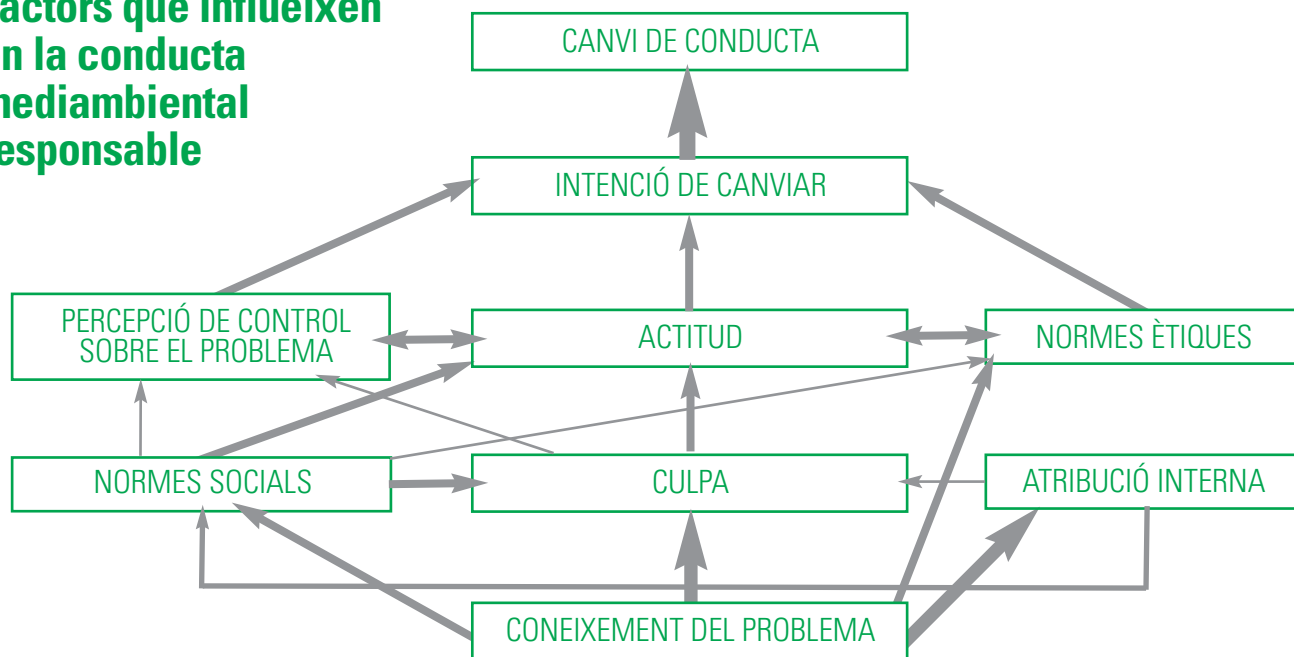 actors que influeixen
n la conducta
mediambiental
esponsable
CANVI DE CONDUCTA
INTENCIÓ DE CANVIAR
PERCEPCIÓ DE CONTROL
SOBRE EL PROBLEMA
ACTITUD
NORMES ÈTIQUES
NORMES SOCIALS
CULPA
ATRIBUCIÓ INTERNA
CONEIXEMENT DEL PROBLEMA